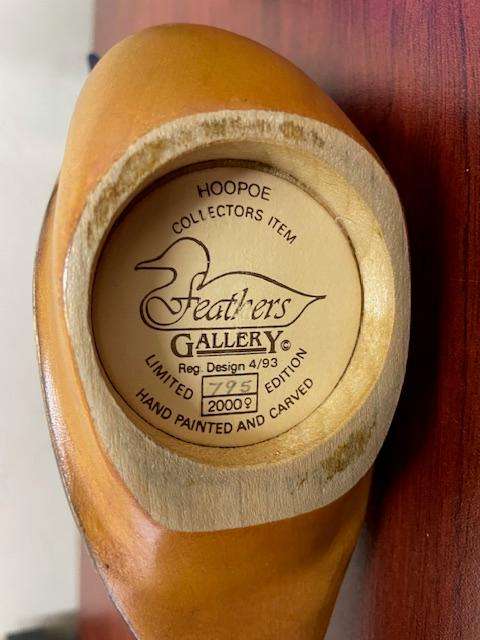 HOOPOE
COLLECTORS ITEM
Feathers
GALLERY©
Reg. Design 4/93
LIMITED EDITION
795
2000♀
HAND PAINTED AND CARVED